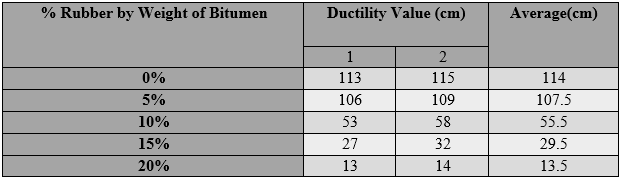 % Rubber by Weight of Bitumen Ductility Value (cm) Average(cm)
1 2
0% 113 115 114
5% 106 109 107.5
10% 53 58 55.5
15% 27 32 29.5
20% 13 14 13.5